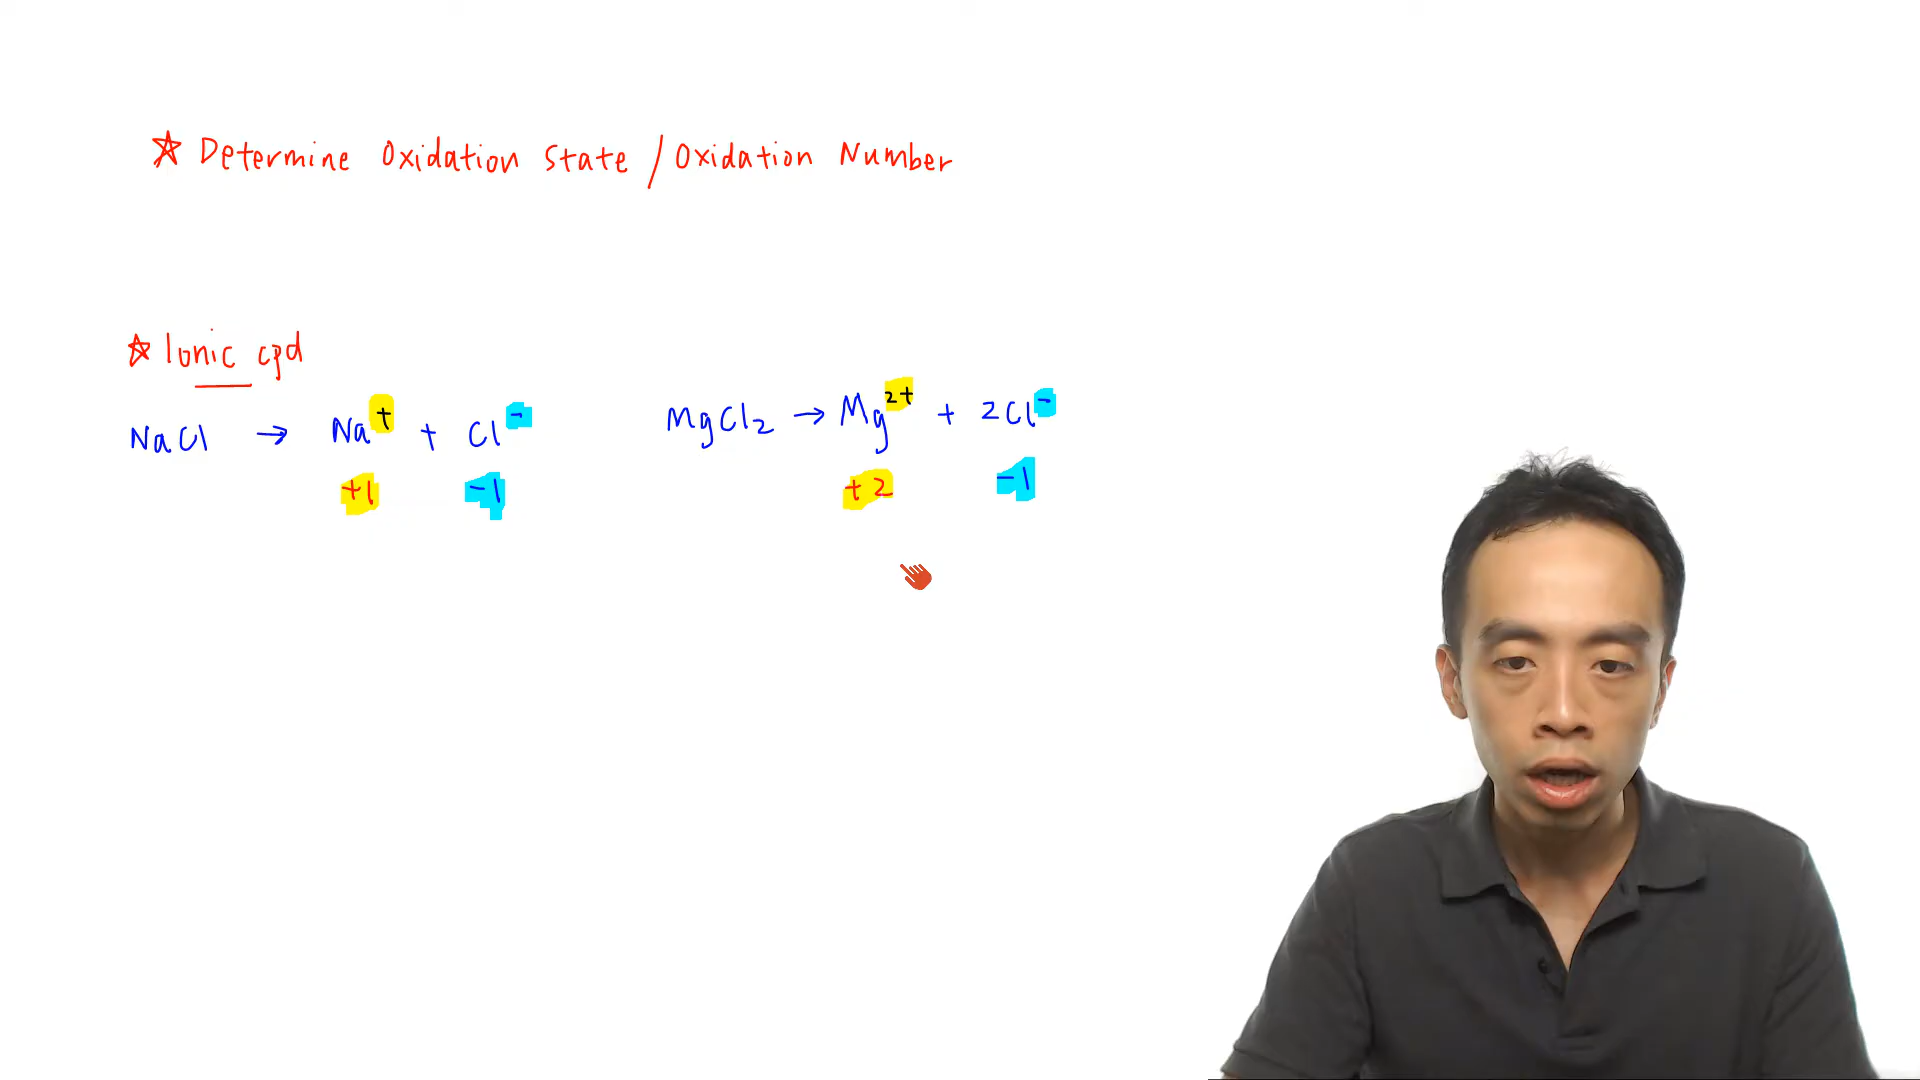 ☆ Determine Oxidation State / Oxidation Number
☆ Ionic cpd
NaCl → Na⁺ + Cl⁻
+1 -1
MgCl₂ → Mg²⁺ + 2Cl⁻
+2 -1